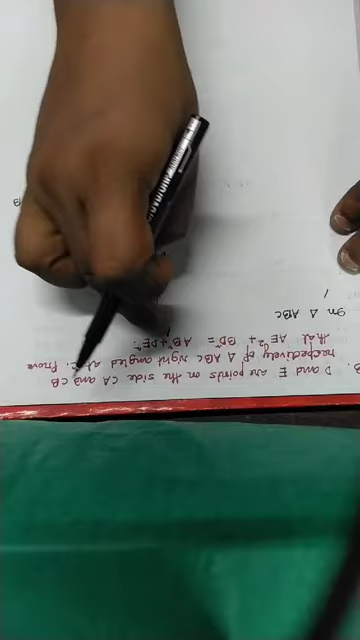 B. D and E are points on the side CA and CB
respectively of Δ ABC right angled at C. Prove
that AE² + BD² = AB² + DE²
In Δ ABC